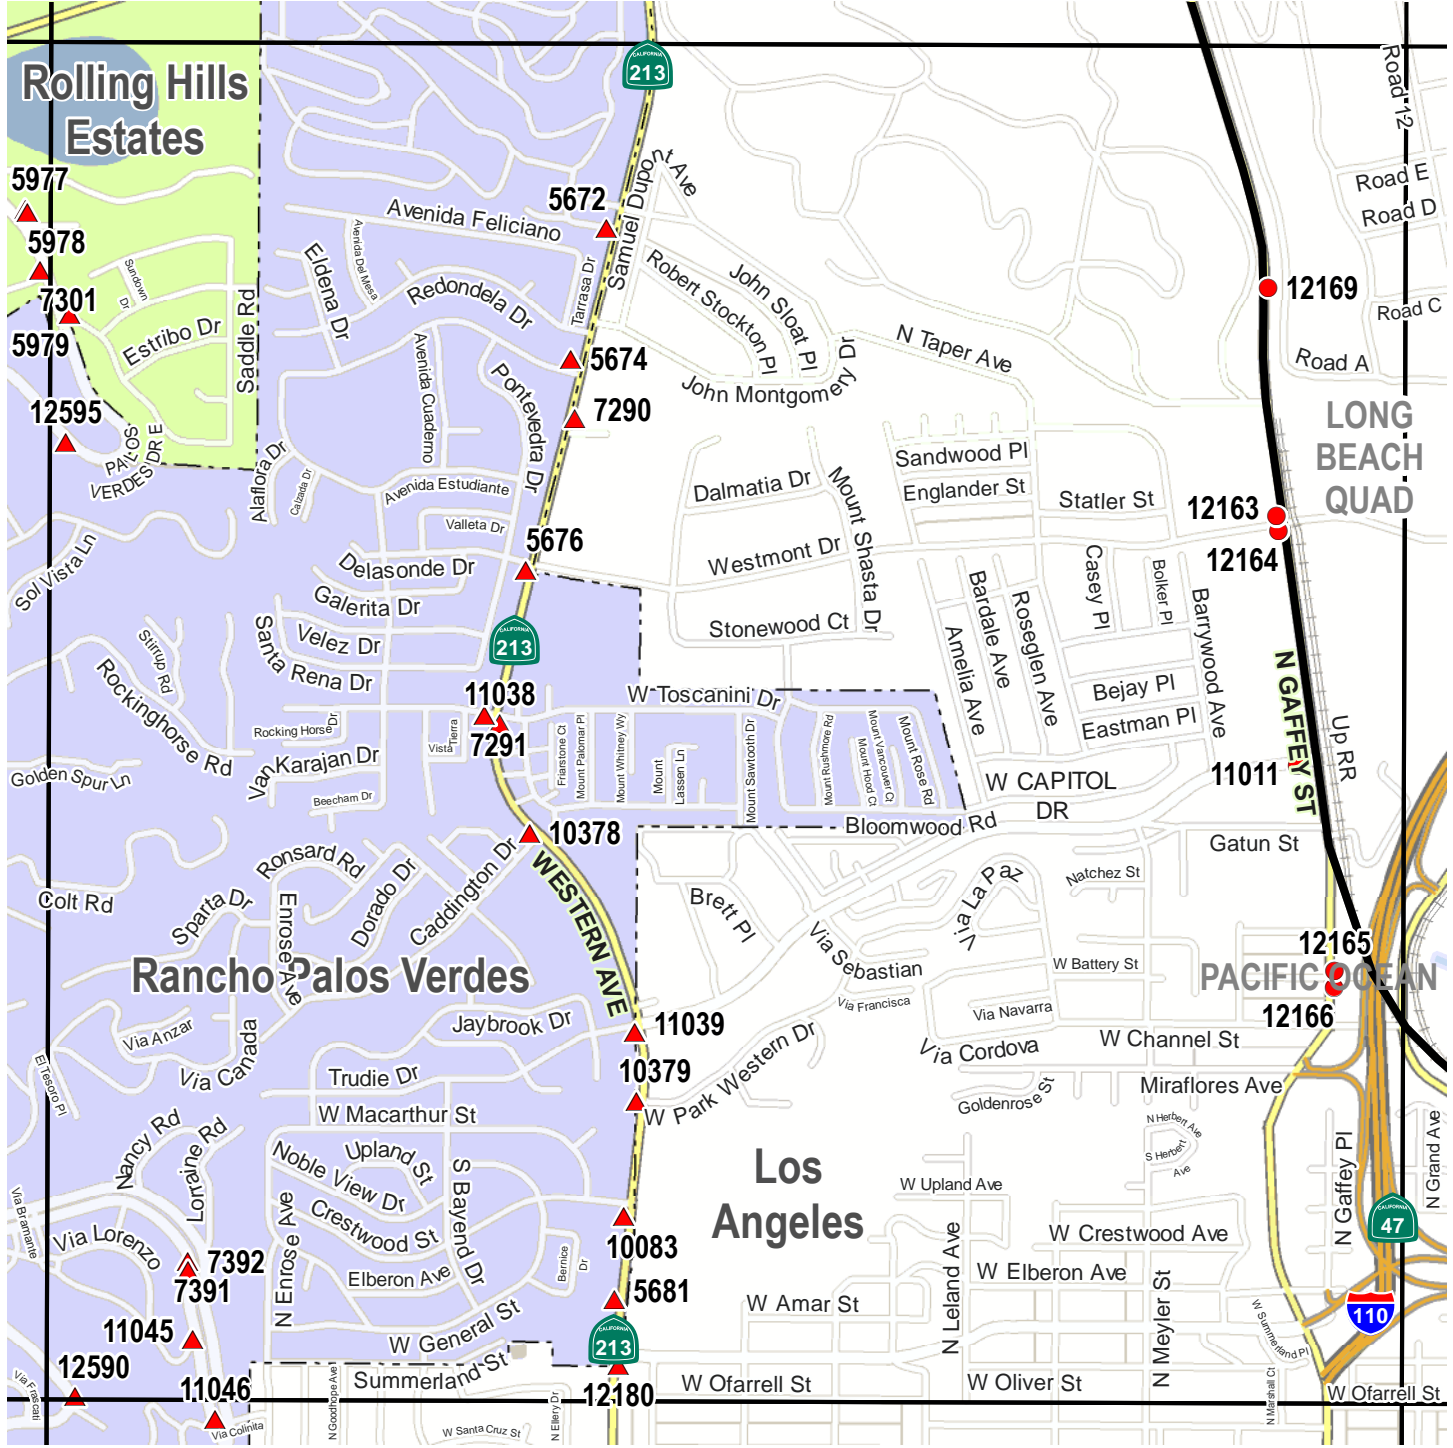 Rolling Hills
Estates
CALIFORNIA
213
Road 12
Road E
Road D
Road C
Road A
5977
5978
7301
5979
12595
Sundown
Dr
Estribo Dr
Saddle Rd
PALOS
VERDES DR E
5672
Avenida Feliciano
Samuel Dupont Ave
Avenida Del Mesa
Eldena Dr
Redondela Dr
Tarrasa Dr
Robert Stockton Pl
John Sloat Pl
John Montgomery Dr
N Taper Ave
12169
5674
7290
Avenida Cuaderno
Pontevedra Dr
LONG
BEACH
QUAD
Alaflora Dr
Calzada Dr
Avenida Estudiante
Valleta Dr
Dalmatia Dr
Mount Shasta Dr
Sandwood Pl
Englander St
Statler St
12163
12164
5676
Westmont Dr
Sol Vista Ln
Delasonde Dr
Galerita Dr
Velez Dr
Santa Rena Dr
CALIFORNIA
213
Stonewood Ct
Casey Pl
Bolker Pl
Barrywood Ave
Bardale Ave
Roseglen Ave
Amelia Ave
Bejay Pl
Eastman Pl
N GAFFEY ST
Up RR
Stirrup Rd
Rockinghorse Rd
Rocking Horse Dr
11038
7291
W Toscanini Dr
Vista
Tierra
Friarstone Ct
Mount Palomar Pl
Mount Whitney Wy
Mount
Lassen Ln
Mount Sawtooth Dr
Mount Rushmore Rd
Mount Vancouver Ct
Mount Hood Ct
Mount Rose Rd
Golden Spur Ln
Van Karajan Dr
Beecham Dr
W CAPITOL
DR
11011
Bloomwood Rd
Gatun St
10378
WESTERN AVE
Ronsard Rd
Dorado Dr
Caddington Dr
Enrose Ave
Sparta Dr
Colt Rd
Brett Pl
Via La Paz
Natchez St
Via Sebastian
Via Francisca
W Battery St
Via Navarra
12165
PACIFIC OCEAN
12166
Rancho Palos Verdes
Jaybrook Dr
11039
Via Anzar
Via Canada
El Tesoro Pl
Trudie Dr
10379
W Park Western Dr
Via Cordova
W Channel St
Miraflores Ave
Goldenrose St
W Macarthur St
Nancy Rd
Lorraine Rd
Noble View Dr
Upland St
Crestwood St
S Bayend Dr
Los
Angeles
N Herbert Ave
S Herbert
Ave
N Gaffey Pl
N Grand Ave
W Upland Ave
W Crestwood Ave
CALIFORNIA
47
Via Bramante
Via Lorenzo
7392
7391
N Enrose Ave
Elberon Ave
Bernice
Dr
10083
5681
W Elberon Ave
N Leland Ave
N Meyler St
W Amar St
W Summerland Pl
110
11045
W General St
CALIFORNIA
213
12590
Via Frascati
11046
Via Colinita
Summerland St
N Goodhope Ave
12180
N Ellery Dr
W Santa Cruz St
W Ofarrell St
W Oliver St
N Marshall Ct
W Ofarrell St